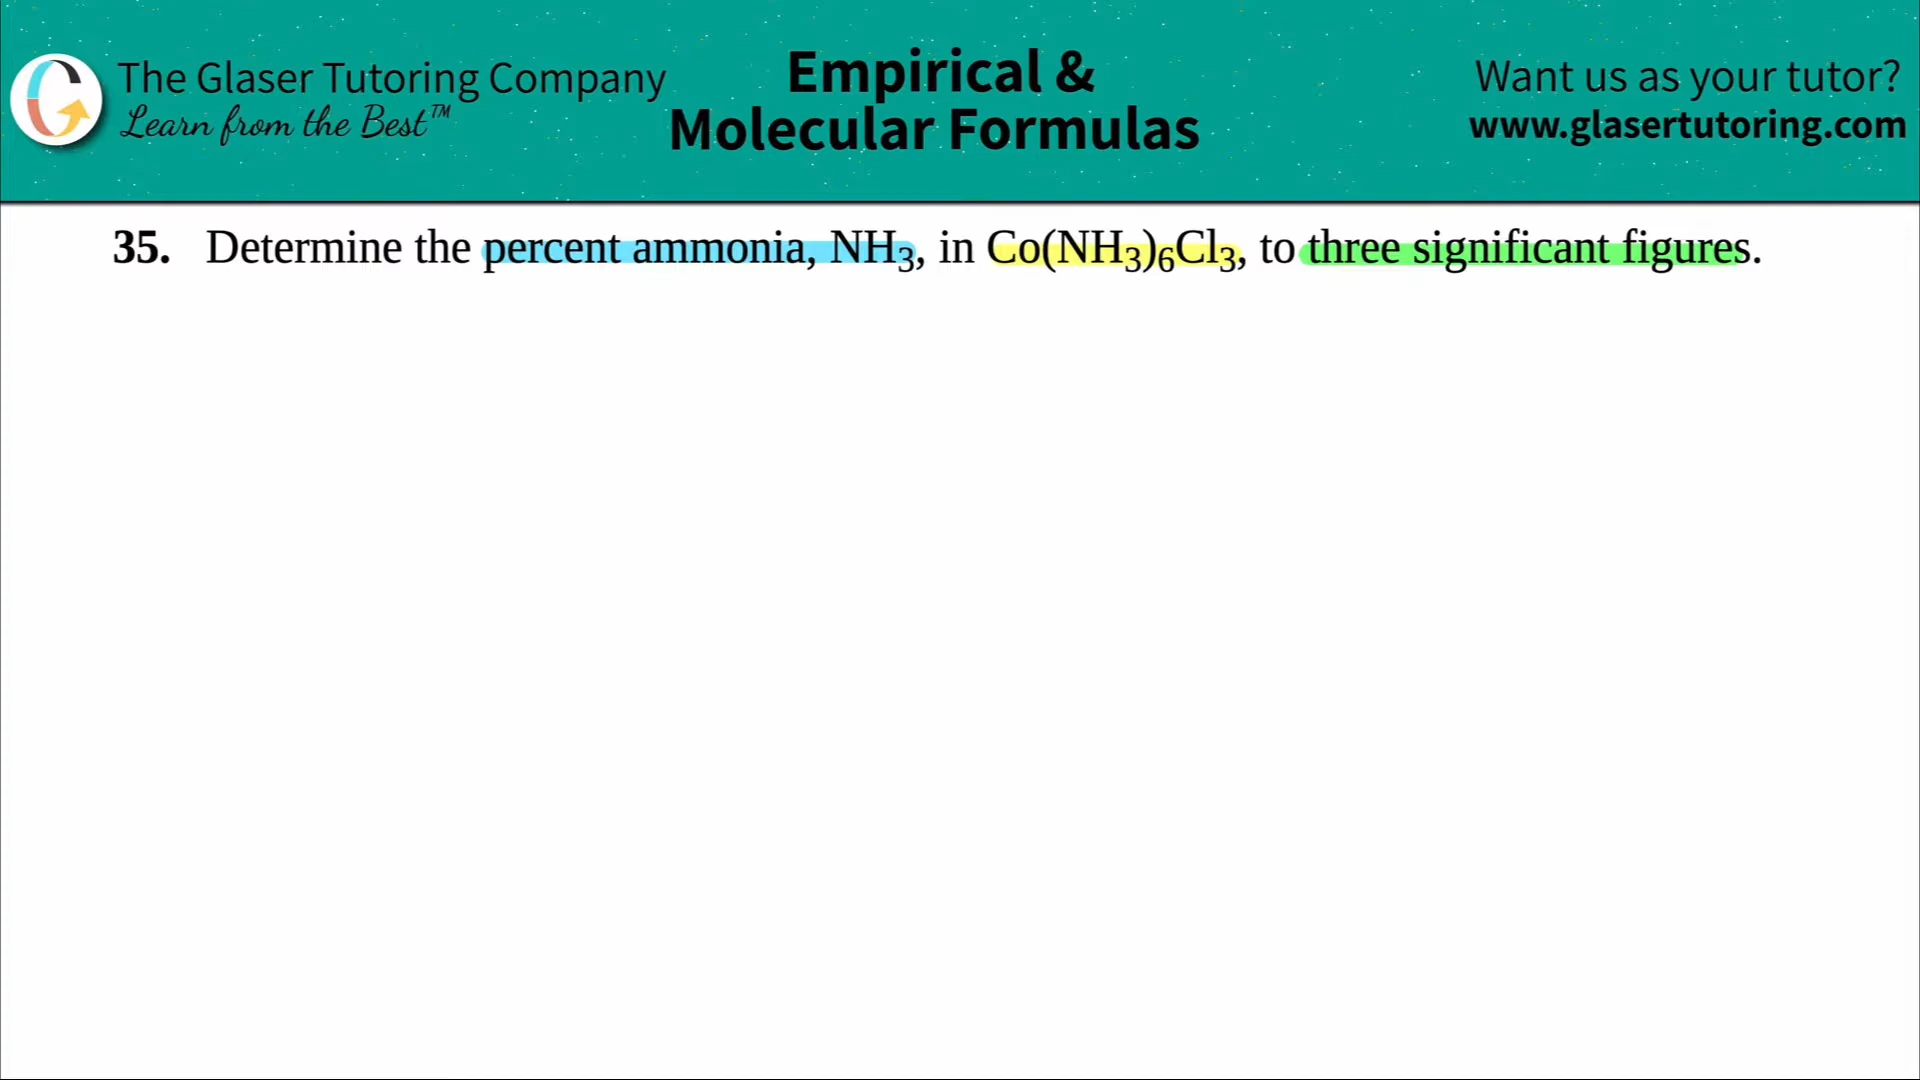 The Glaser Tutoring Company
Learn from the Best™
Empirical &
Molecular Formulas
Want us as your tutor?
www.glasertutoring.com
35. Determine the percent ammonia, NH₃, in Co(NH₃)₆Cl₃, to three significant figures.